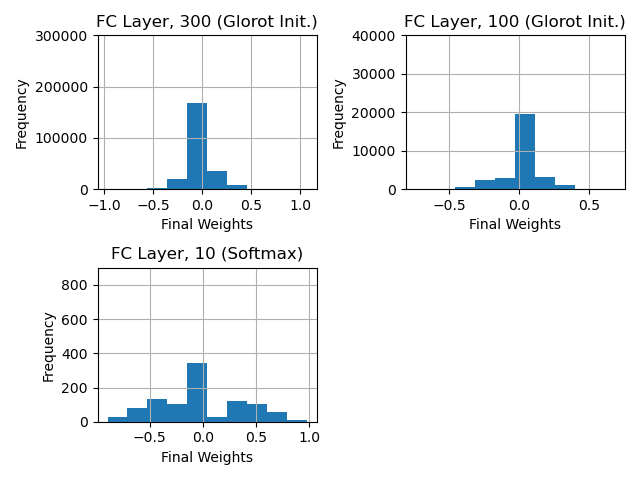 FC Layer, 300 (Glorot Init.)
300000
200000
100000
0
Frequency
−1.0 −0.5 0.0 0.5 1.0
Final Weights
FC Layer, 100 (Glorot Init.)
40000
30000
20000
10000
0
Frequency
−0.5 0.0 0.5
Final Weights
FC Layer, 10 (Softmax)
800
600
400
200
0
Frequency
−0.5 0.0 0.5 1.0
Final Weights